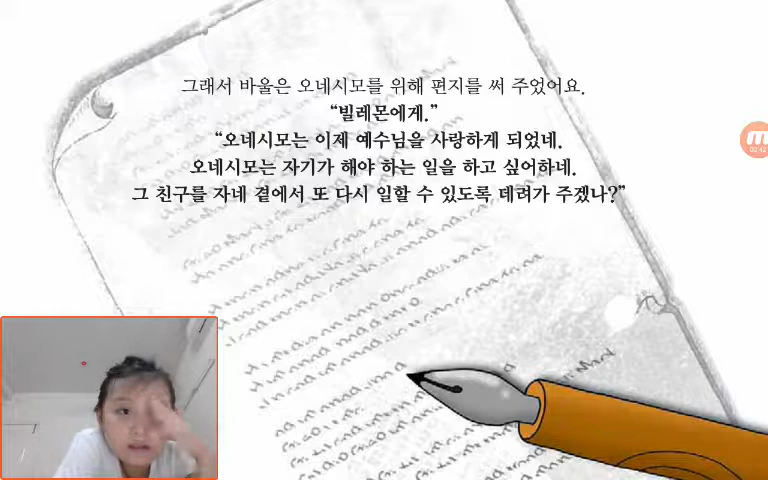 그래서 바울은 오네시모를 위해 편지를 써 주었어요.
“빌레몬에게.”
“오네시모는 이제 예수님을 사랑하게 되었네.
오네시모는 자기가 해야 하는 일을 하고 싶어하네.
그 친구를 자네 곁에서 또 다시 일할 수 있도록 데려가 주겠나?”
02:42